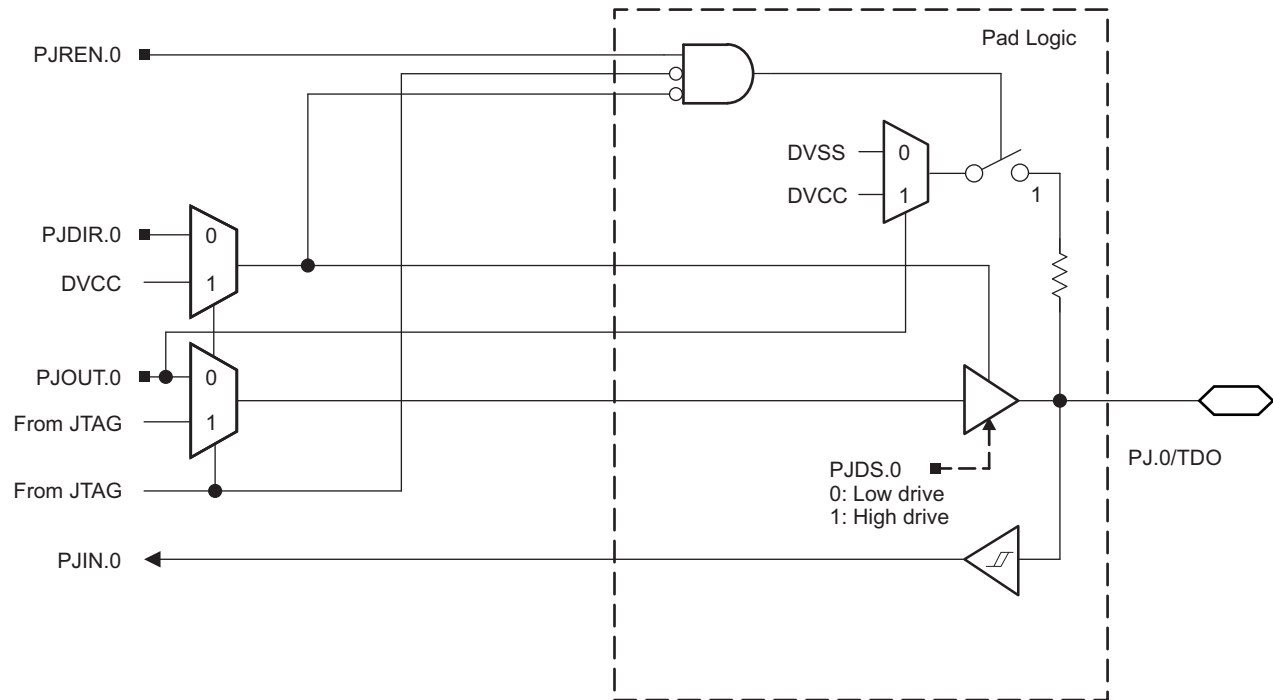 Pad Logic
PJREN.0
DVSS 0
DVCC 1
1
PJDIR.0 0
DVCC 1
PJOUT.0 0
From JTAG 1
PJDS.0
0: Low drive
1: High drive
PJ.0/TDO
From JTAG
PJIN.0